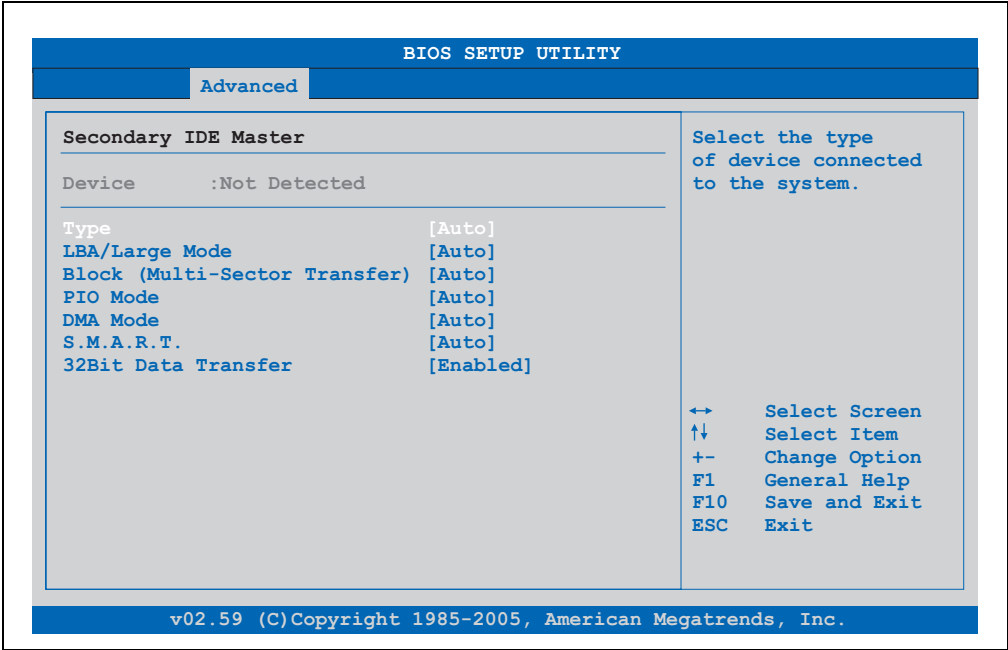 BIOS SETUP UTILITY
Advanced
Secondary IDE Master
Device :Not Detected
Type [Auto]
LBA/Large Mode [Auto]
Block (Multi-Sector Transfer) [Auto]
PIO Mode [Auto]
DMA Mode [Auto]
S.M.A.R.T. [Auto]
32Bit Data Transfer [Enabled]
Select the type
of device connected
to the system.
↔ Select Screen
↑↓ Select Item
+- Change Option
F1 General Help
F10 Save and Exit
ESC Exit
v02.59 (C)Copyright 1985-2005, American Megatrends, Inc.